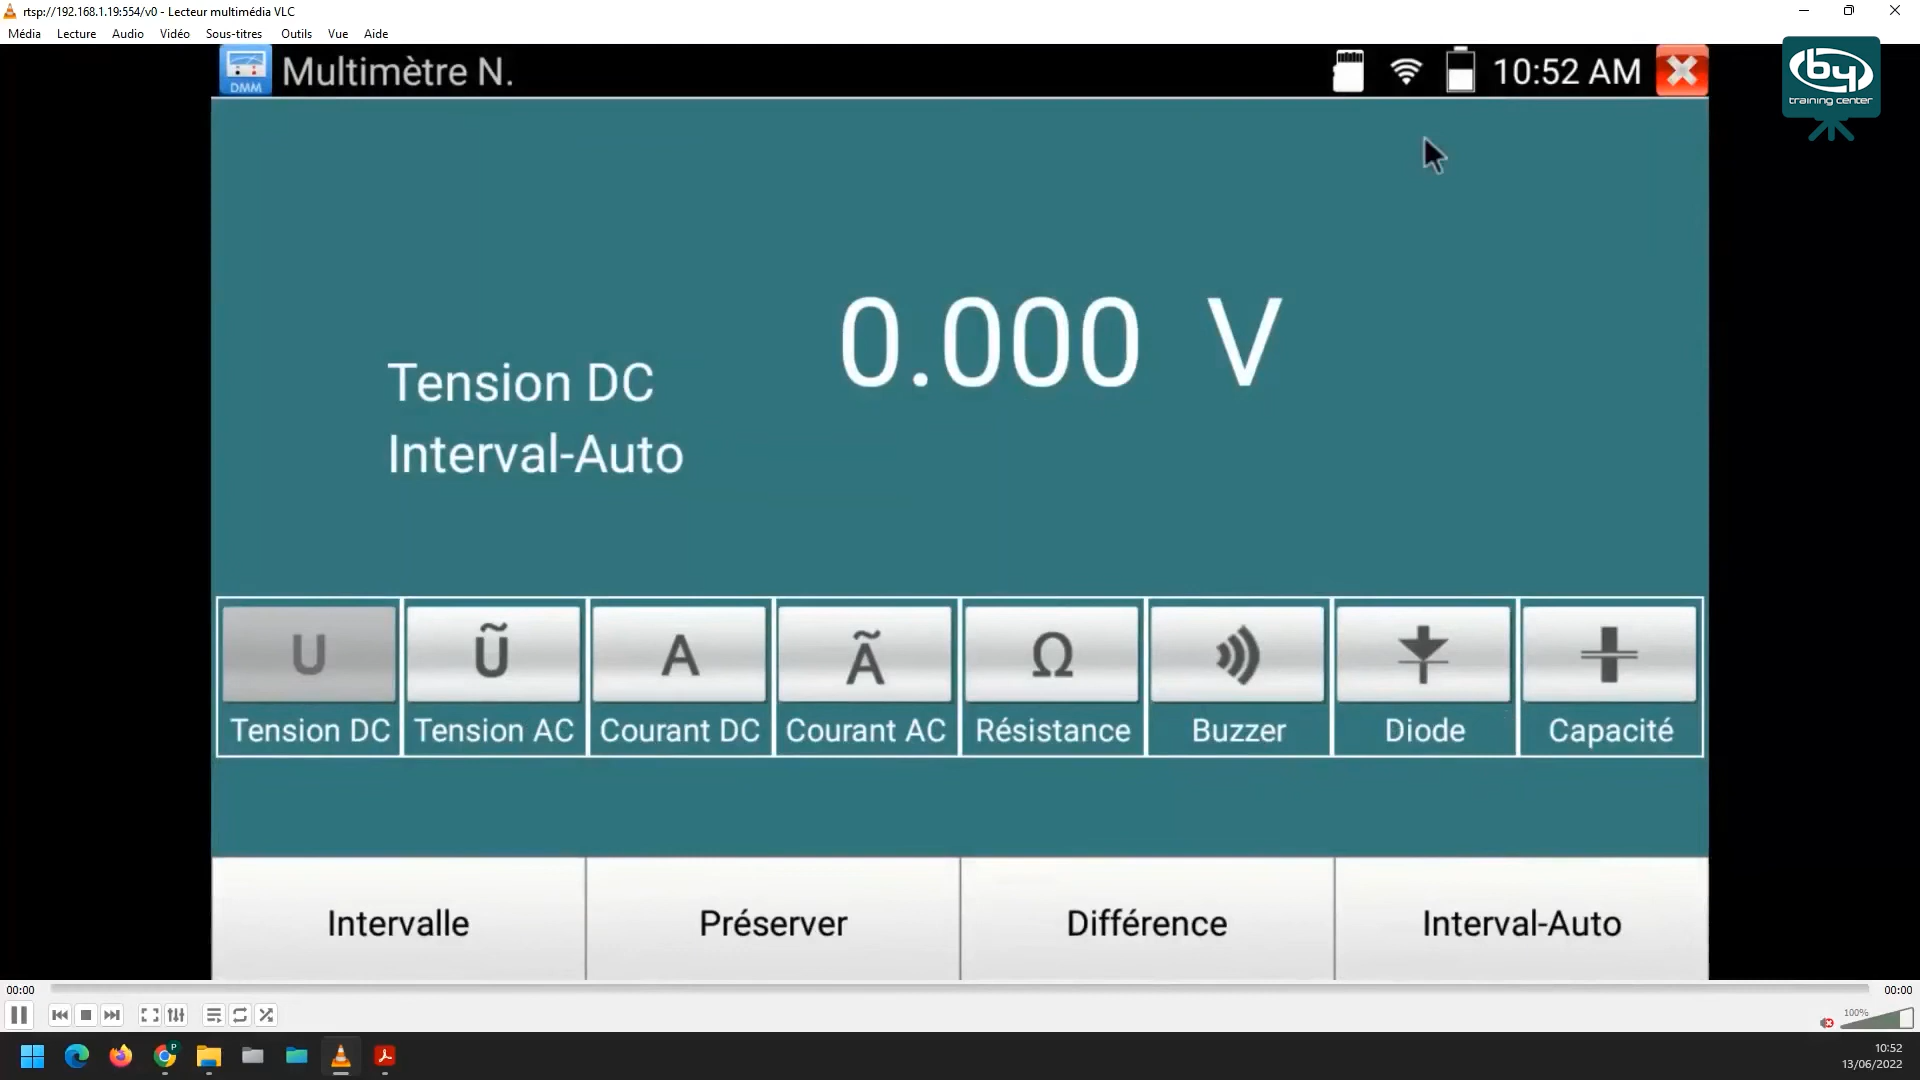 rtsp://192.168.1.19:554/v0 - Lecteur multimédia VLC
Média Lecture Audio Vidéo Sous-titres Outils Vue Aide
DMM Multimètre N. 10:52 AM
by
training center
0.000 V
Tension DC
Interval-Auto
U Ũ A Ã Ω
Tension DC Tension AC Courant DC Courant AC Résistance Buzzer Diode Capacité
Intervalle Préserver Différence Interval-Auto
00:00 00:00
100%
P
10:52
13/06/2022